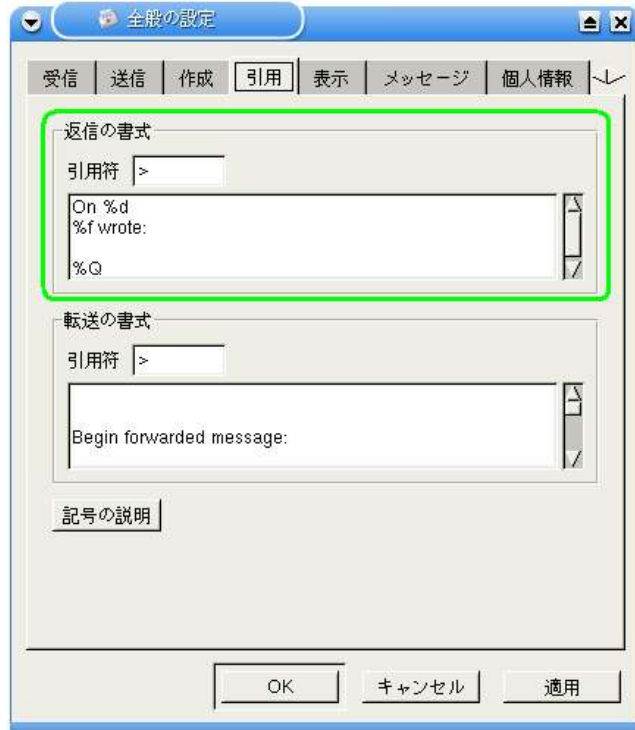 全般の設定
受信 送信 作成 引用 表示 メッセージ 個人情報
返信の書式
引用符 >
On %d
%f wrote:
%Q
転送の書式
引用符 >
Begin forwarded message:
記号の説明
OK キャンセル 適用